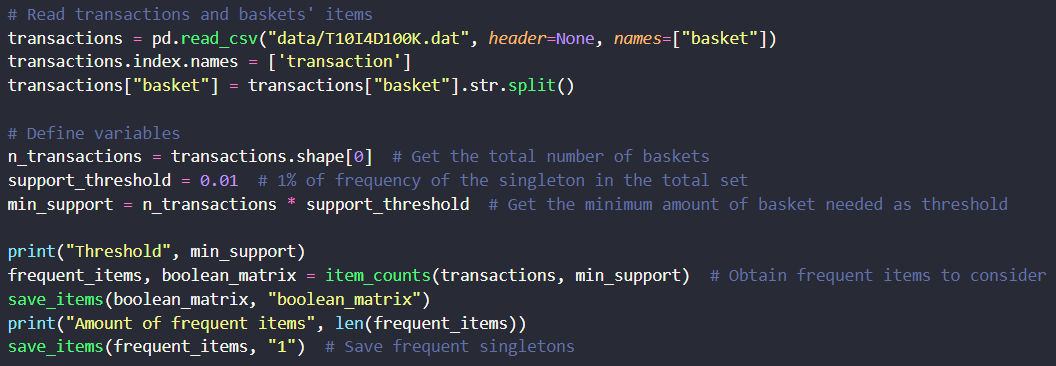 # Read transactions and baskets' items
transactions = pd.read_csv("data/T10I4D100K.dat", header=None, names=["basket"])
transactions.index.names = ['transaction']
transactions["basket"] = transactions["basket"].str.split()
# Define variables
n_transactions = transactions.shape[0]  # Get the total number of baskets
support_threshold = 0.01  # 1% of frequency of the singleton in the total set
min_support = n_transactions * support_threshold  # Get the minimum amount of basket needed as threshold
print("Threshold", min_support)
frequent_items, boolean_matrix = item_counts(transactions, min_support)  # Obtain frequent items to consider
save_items(boolean_matrix, "boolean_matrix")
print("Amount of frequent items", len(frequent_items))
save_items(frequent_items, "1")  # Save frequent singletons